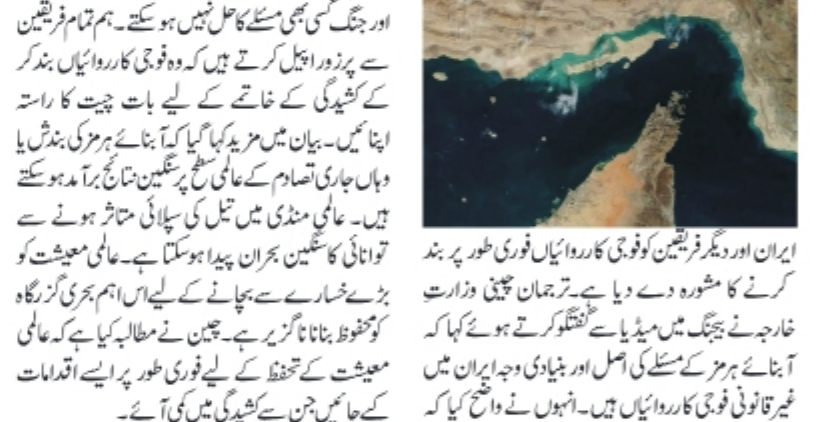 ایران اور دیگر فریقین کو فوجی کارروائیاں فوری طور پر بند
کرنے کا مشورہ دے دیا ہے۔ ترجمان چینی وزارتِ
خارجہ نے بیجنگ میں میڈیا سے گفتگو کرتے ہوئے کہا کہ
آبنائے ہرمز کے مسئلے کی اصل اور بنیادی وجہ ایران میں
غیر قانونی فوجی کارروائیاں ہیں۔ انہوں نے واضح کیا کہ
اور جنگ کسی بھی مسئلے کا حل نہیں ہو سکتے۔ ہم تمام فریقین
سے پرزور اپیل کرتے ہیں کہ وہ فوجی کارروائیاں بند کر
کے کشیدگی کے خاتمے کے لیے بات چیت کا راستہ
اپنائیں۔ بیان میں مزید کہا گیا کہ آبنائے ہرمز کی بندش یا
وہاں جاری تصادم کے عالمی سطح پر سنگین نتائج برآمد ہو سکتے
ہیں۔ عالمی منڈی میں تیل کی سپلائی متاثر ہونے سے
توانائی کا سنگین بحران پیدا ہو سکتا ہے۔ عالمی معیشت کو
بڑے خسارے سے بچانے کے لیے اس اہم بحری گزرگاہ
کو محفوظ بنانا ناگزیر ہے۔ چین نے مطالبہ کیا ہے کہ عالمی
معیشت کے تحفظ کے لیے فوری طور پر ایسے اقدامات
کیے جائیں جن سے کشیدگی میں کمی آئے۔